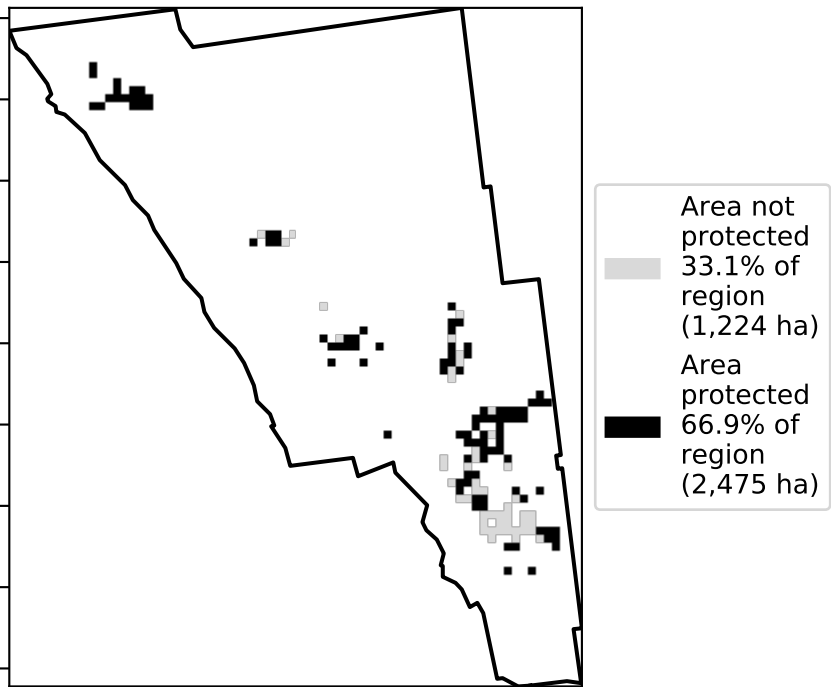 Area not
protected
33.1% of
region
(1,224 ha)
Area
protected
66.9% of
region
(2,475 ha)